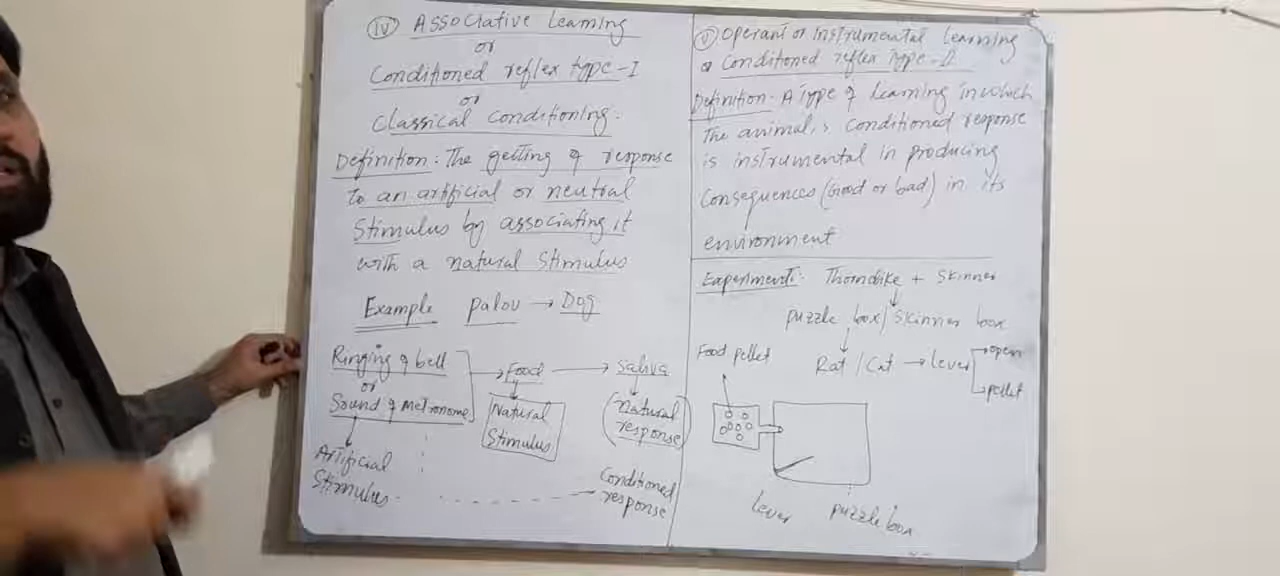 (iv) Associative Learning
or
Conditioned reflex type-I
or
Classical conditioning.
Definition: The getting of response
to an artificial or neutral
Stimulus by associating it
with a natural Stimulus
Example Palou → Dog
Ringing of bell → Food → Saliva
or
Sound of Metronome
Natural Stimulus
(Natural response)
Artificial Stimulus
Conditioned response
(v) Operant or instrumental Learning
or Conditioned reflex type-II
Definition: A Type of Learning in which
The animal's conditioned response
is instrumental in producing
Consequences (Good or bad) in its
environment
Experiment: Thorndike + Skinner
puzzle box/Skinner box
Rat / Cat → Lever
open
pellet
Food pellet
Lever
puzzle box